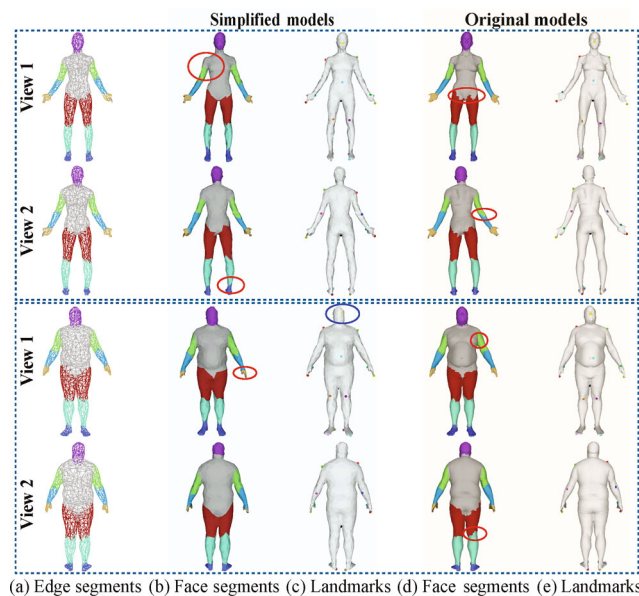 Simplified models Original models
View 1
View 2
View 1
View 2
(a) Edge segments (b) Face segments (c) Landmarks (d) Face segments (e) Landmarks